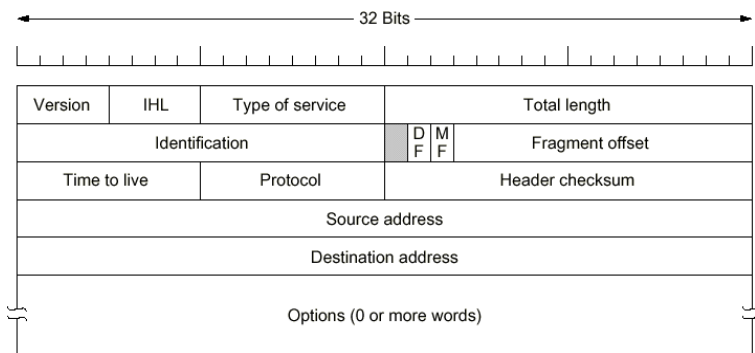 32 Bits
Version IHL Type of service Total length
Identification D F M F Fragment offset
Time to live Protocol Header checksum
Source address
Destination address
Options (0 or more words)